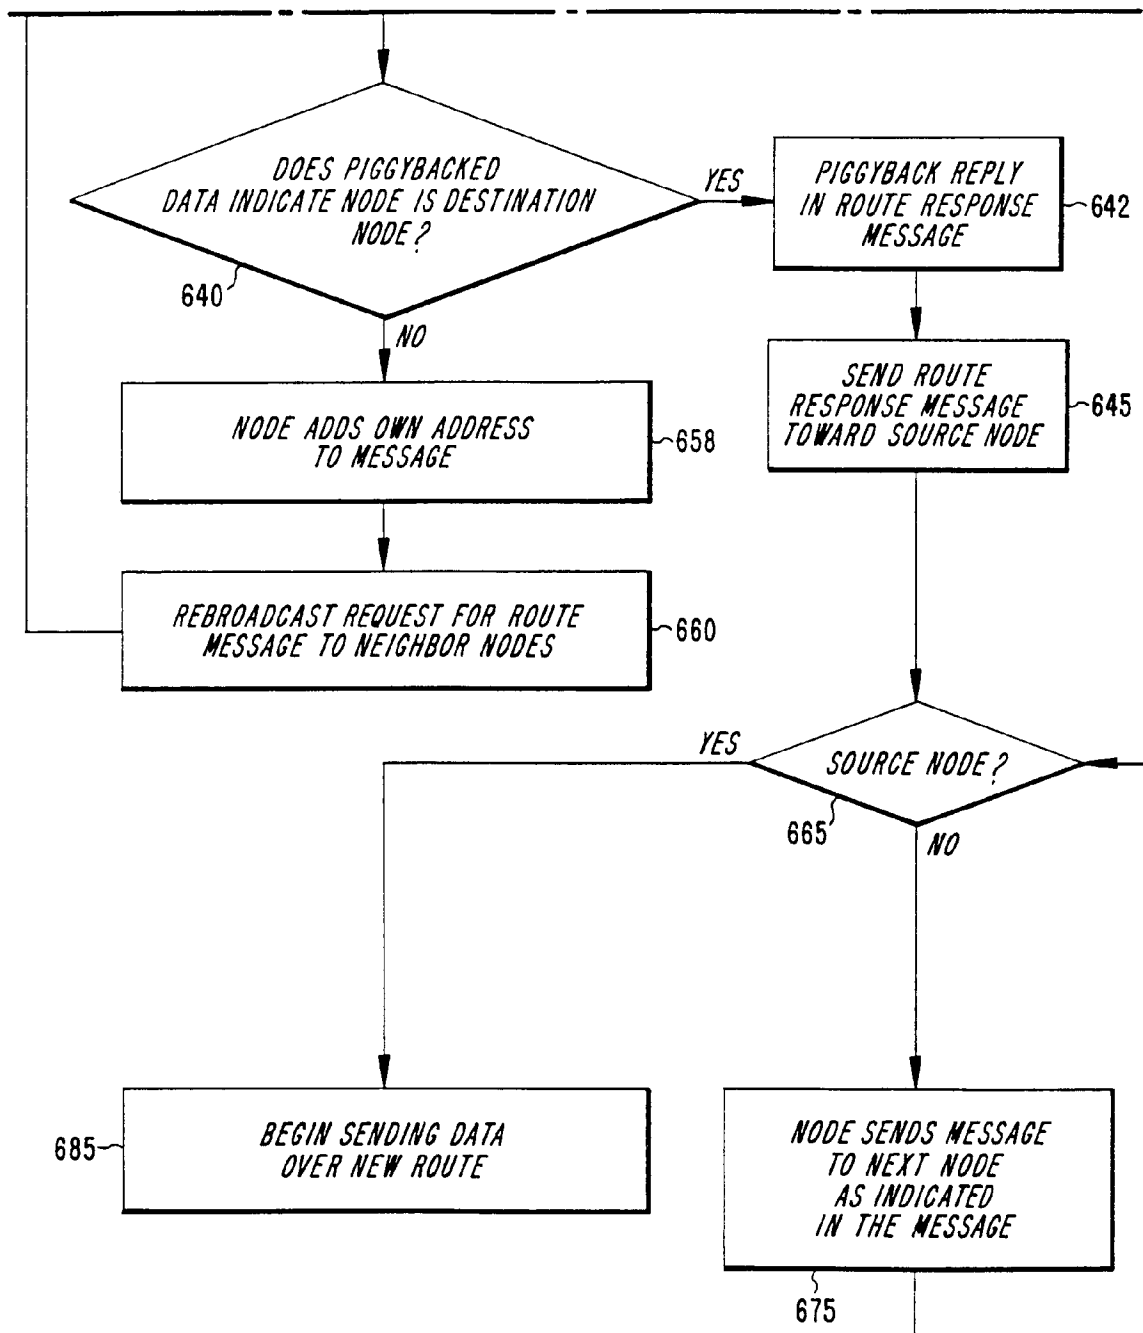 DOES PIGGYBACKED
DATA INDICATE NODE IS DESTINATION
NODE?
640
YES
PIGGYBACK REPLY
IN ROUTE RESPONSE
MESSAGE
642
NO
SEND ROUTE
RESPONSE MESSAGE
TOWARD SOURCE NODE
645
NODE ADDS OWN ADDRESS
TO MESSAGE
658
REBROADCAST REQUEST FOR ROUTE
MESSAGE TO NEIGHBOR NODES
660
YES
SOURCE NODE?
665
NO
685
BEGIN SENDING DATA
OVER NEW ROUTE
NODE SENDS MESSAGE
TO NEXT NODE
AS INDICATED
IN THE MESSAGE
675